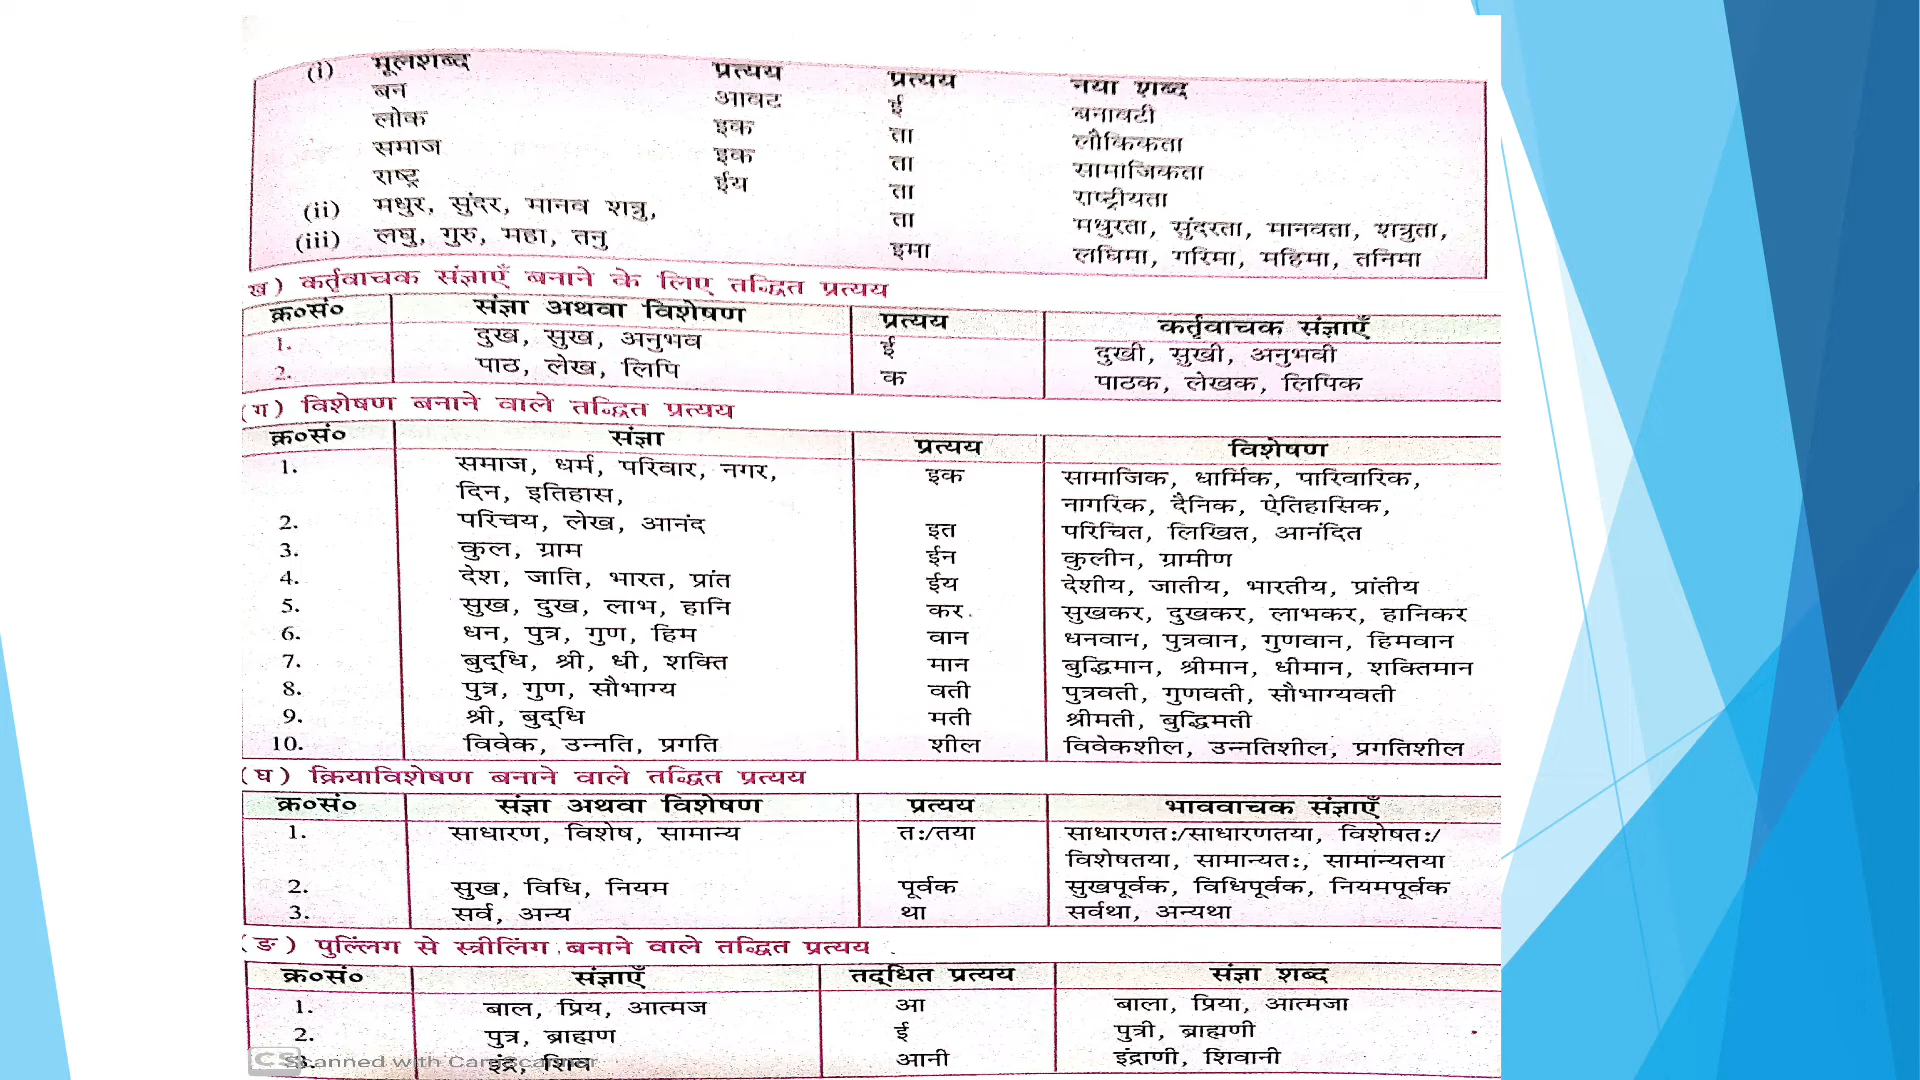 (i) मूलशब्द प्रत्यय प्रत्यय नया शब्द
बन आवट ई बनावटी
लोक इक ता लौकिकता
समाज इक ता सामाजिकता
राष्ट्र ईय ता राष्ट्रीयता
(ii) मधुर, सुंदर, मानव शत्रु, ता मधुरता, सुंदरता, मानवता, शत्रुता,
(iii) लघु, गुरु, महा, तनु इमा लघिमा, गरिमा, महिमा, तनिमा
ख) कर्तृवाचक संज्ञाएँ बनाने के लिए तद्धित प्रत्यय
क्र०सं० संज्ञा अथवा विशेषण प्रत्यय कर्तृवाचक संज्ञाएँ
1. दुख, सुख, अनुभव ई दुखी, सुखी, अनुभवी
2. पाठ, लेख, लिपि क पाठक, लेखक, लिपिक
(ग) विशेषण बनाने वाले तद्धित प्रत्यय
क्र०सं० संज्ञा प्रत्यय विशेषण
1. समाज, धर्म, परिवार, नगर, इक सामाजिक, धार्मिक, पारिवारिक,
दिन, इतिहास, नागरिक, दैनिक, ऐतिहासिक,
2. परिचय, लेख, आनंद इत परिचित, लिखित, आनंदित
3. कुल, ग्राम ईन कुलीन, ग्रामीण
4. देश, जाति, भारत, प्रांत ईय देशीय, जातीय, भारतीय, प्रांतीय
5. सुख, दुख, लाभ, हानि कर सुखकर, दुखकर, लाभकर, हानिकर
6. धन, पुत्र, गुण, हिम वान धनवान, पुत्रवान, गुणवान, हिमवान
7. बुद्‌धि, श्री, धी, शक्ति मान बुद्धिमान, श्रीमान, धीमान, शक्तिमान
8. पुत्र, गुण, सौभाग्य वती पुत्रवती, गुणवती, सौभाग्यवती
9. श्री, बुद्‌धि मती श्रीमती, बुद्धिमती
10. विवेक, उन्नति, प्रगति शील विवेकशील, उन्नतिशील, प्रगतिशील
(घ) क्रियाविशेषण बनाने वाले तद्धित प्रत्यय
क्र०सं० संज्ञा अथवा विशेषण प्रत्यय भाववाचक संज्ञाएँ
1. साधारण, विशेष, सामान्य तः/तया साधारणतः/साधारणतया, विशेषतः/
विशेषतया, सामान्यतः, सामान्यतया
2. सुख, विधि, नियम पूर्वक सुखपूर्वक, विधिपूर्वक, नियमपूर्वक
3. सर्व, अन्य था सर्वथा, अन्यथा
(ङ) पुल्लिंग से स्त्रीलिंग बनाने वाले तद्धित प्रत्यय
क्र०सं० संज्ञाएँ तद्‌धित प्रत्यय संज्ञा शब्द
1. बाल, प्रिय, आत्मज आ बाला, प्रिया, आत्मजा
2. पुत्र, ब्राह्मण ई पुत्री, ब्राह्मणी
3. इंद्र, शिव आनी इंद्राणी, शिवानी
CS Scanned with CamScanner